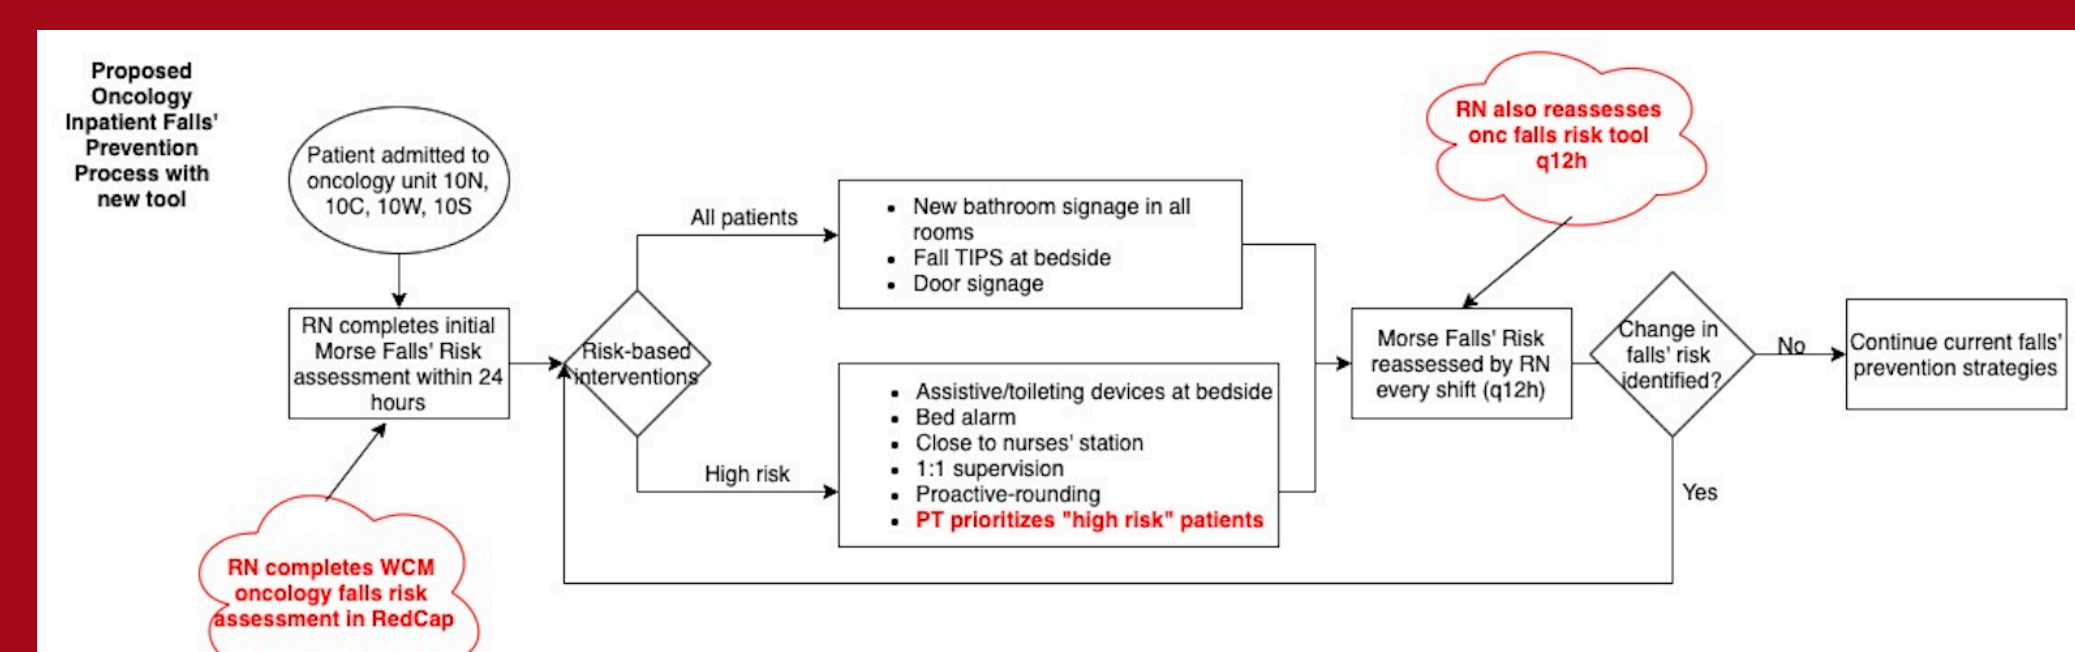 Proposed
Oncology
Inpatient Falls'
Prevention
Process with
new tool
Patient admitted to
oncology unit 10N,
10C, 10W, 10S
RN completes initial
Morse Falls' Risk
assessment within 24
hours
RN completes WCM
oncology falls risk
assessment in RedCap
Risk-based
interventions
All patients
• New bathroom signage in all
rooms
• Fall TIPS at bedside
• Door signage
High risk
• Assistive/toileting devices at bedside
• Bed alarm
• Close to nurses' station
• 1:1 supervision
• Proactive-rounding
• PT prioritizes "high risk" patients
RN also reassesses
onc falls risk tool
q12h
Morse Falls' Risk
reassessed by RN
every shift (q12h)
Change in
falls' risk
identified?
No
Continue current falls'
prevention strategies
Yes